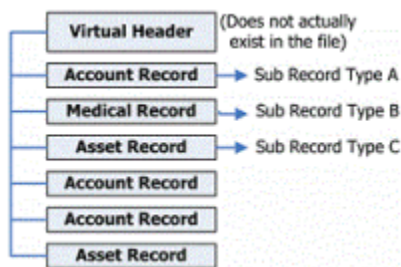 Virtual Header
(Does not actually
exist in the file)
Account Record
Sub Record Type A
Medical Record
Sub Record Type B
Asset Record
Sub Record Type C
Account Record
Account Record
Asset Record